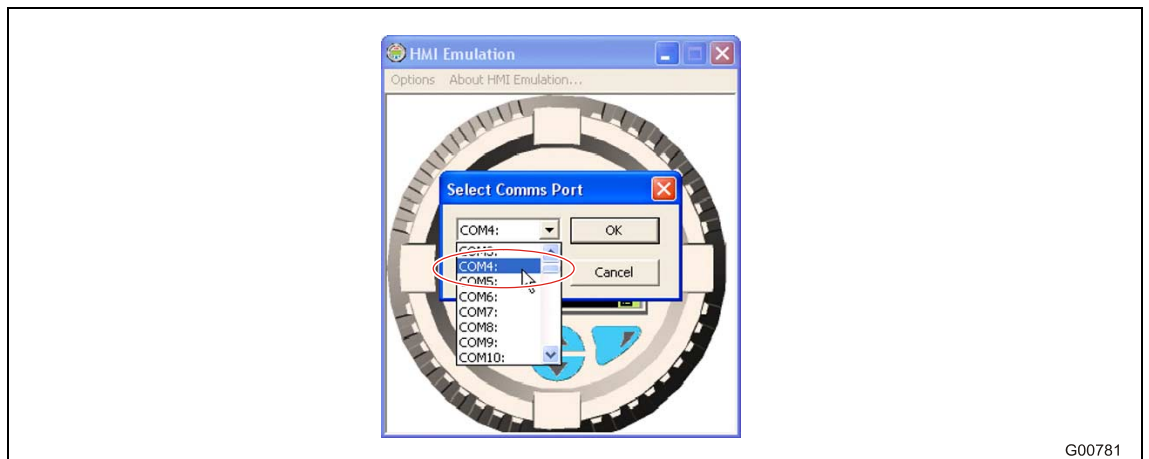 HMI Emulation
Options About HMI Emulation...
Select Comms Port
COM4:
OK
COM3:
COM4:
Cancel
COM5:
COM6:
COM7:
COM8:
COM9:
COM10:
G00781